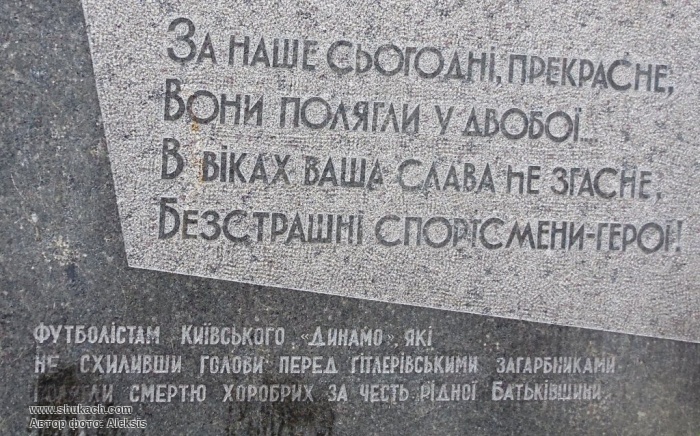 За наше сьогодні, прекрасне,
Вони полягли у двобої...
В віках ваша слава не згасне,
Безстрашні спортсмени-герої!
ФУТБОЛІСТАМ КИЇВСЬКОГО „ДИНАМО“, ЯКІ
НЕ СХИЛИВШИ ГОЛОВИ ПЕРЕД ГІТЛЕРІВСЬКИМИ ЗАГАРБНИКАМИ
ПОЛЯГЛИ СМЕРТЮ ХОРОБРИХ ЗА ЧЕСТЬ РІДНОЇ БАТЬКІВЩИНИ
www.shukach.com
Автор фото: Aleksis